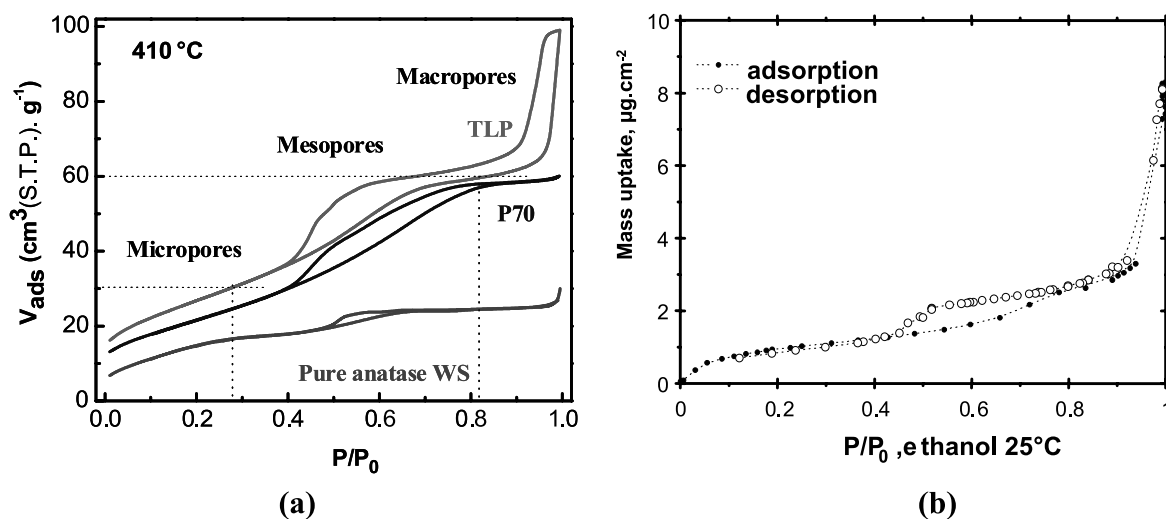 100
80
60
40
20
0
V_ads (cm³(S.T.P.). g⁻¹)
410 °C
Macropores
TLP
Mesopores
P70
Micropores
Pure anatase WS
0.0 0.2 0.4 0.6 0.8 1.0
P/P₀
(a)
10
8
6
4
2
0
Mass uptake, µg.cm⁻²
adsorption
desorption
0 0.2 0.4 0.6 0.8 1
P/P₀ ,e thanol 25°C
(b)